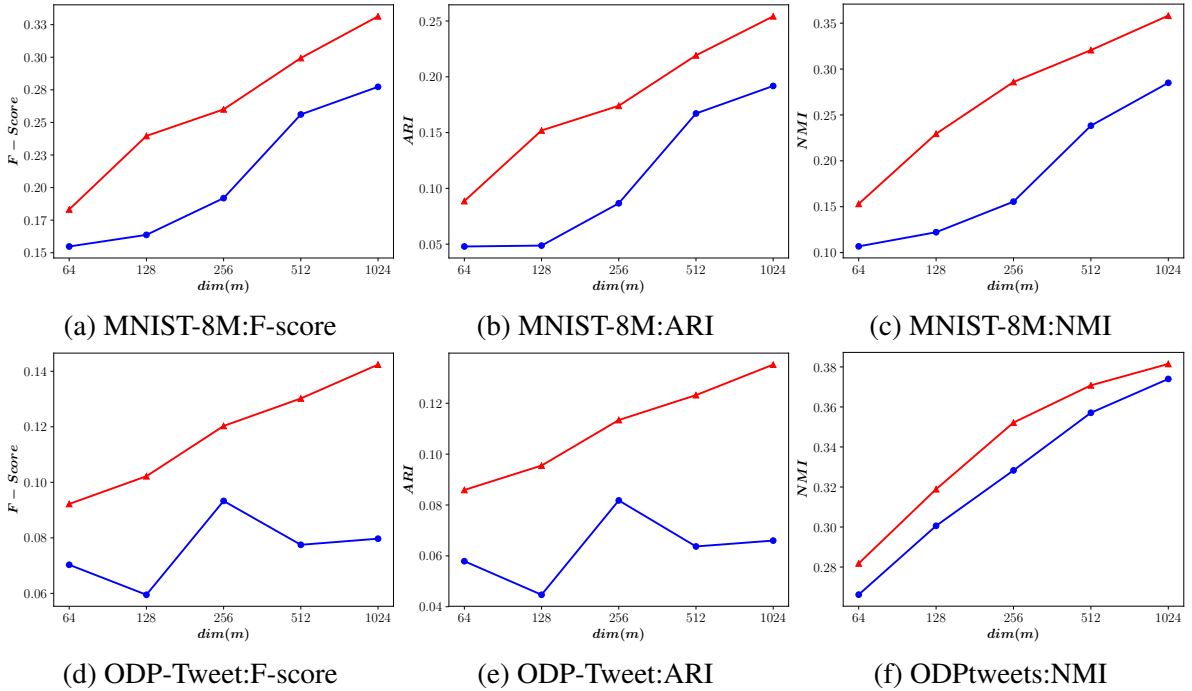 F − Score
0.33
0.30
0.28
0.25
0.23
0.20
0.17
0.15
64 128 256 512 1024
dim(m)
(a) MNIST-8M:F-score
ARI
0.25
0.20
0.15
0.10
0.05
64 128 256 512 1024
dim(m)
(b) MNIST-8M:ARI
NMI
0.35
0.30
0.25
0.20
0.15
0.10
64 128 256 512 1024
dim(m)
(c) MNIST-8M:NMI
F − Score
0.14
0.12
0.10
0.08
0.06
64 128 256 512 1024
dim(m)
(d) ODP-Tweet:F-score
ARI
0.12
0.10
0.08
0.06
0.04
64 128 256 512 1024
dim(m)
(e) ODP-Tweet:ARI
NMI
0.38
0.36
0.34
0.32
0.30
0.28
64 128 256 512 1024
dim(m)
(f) ODPtweets:NMI